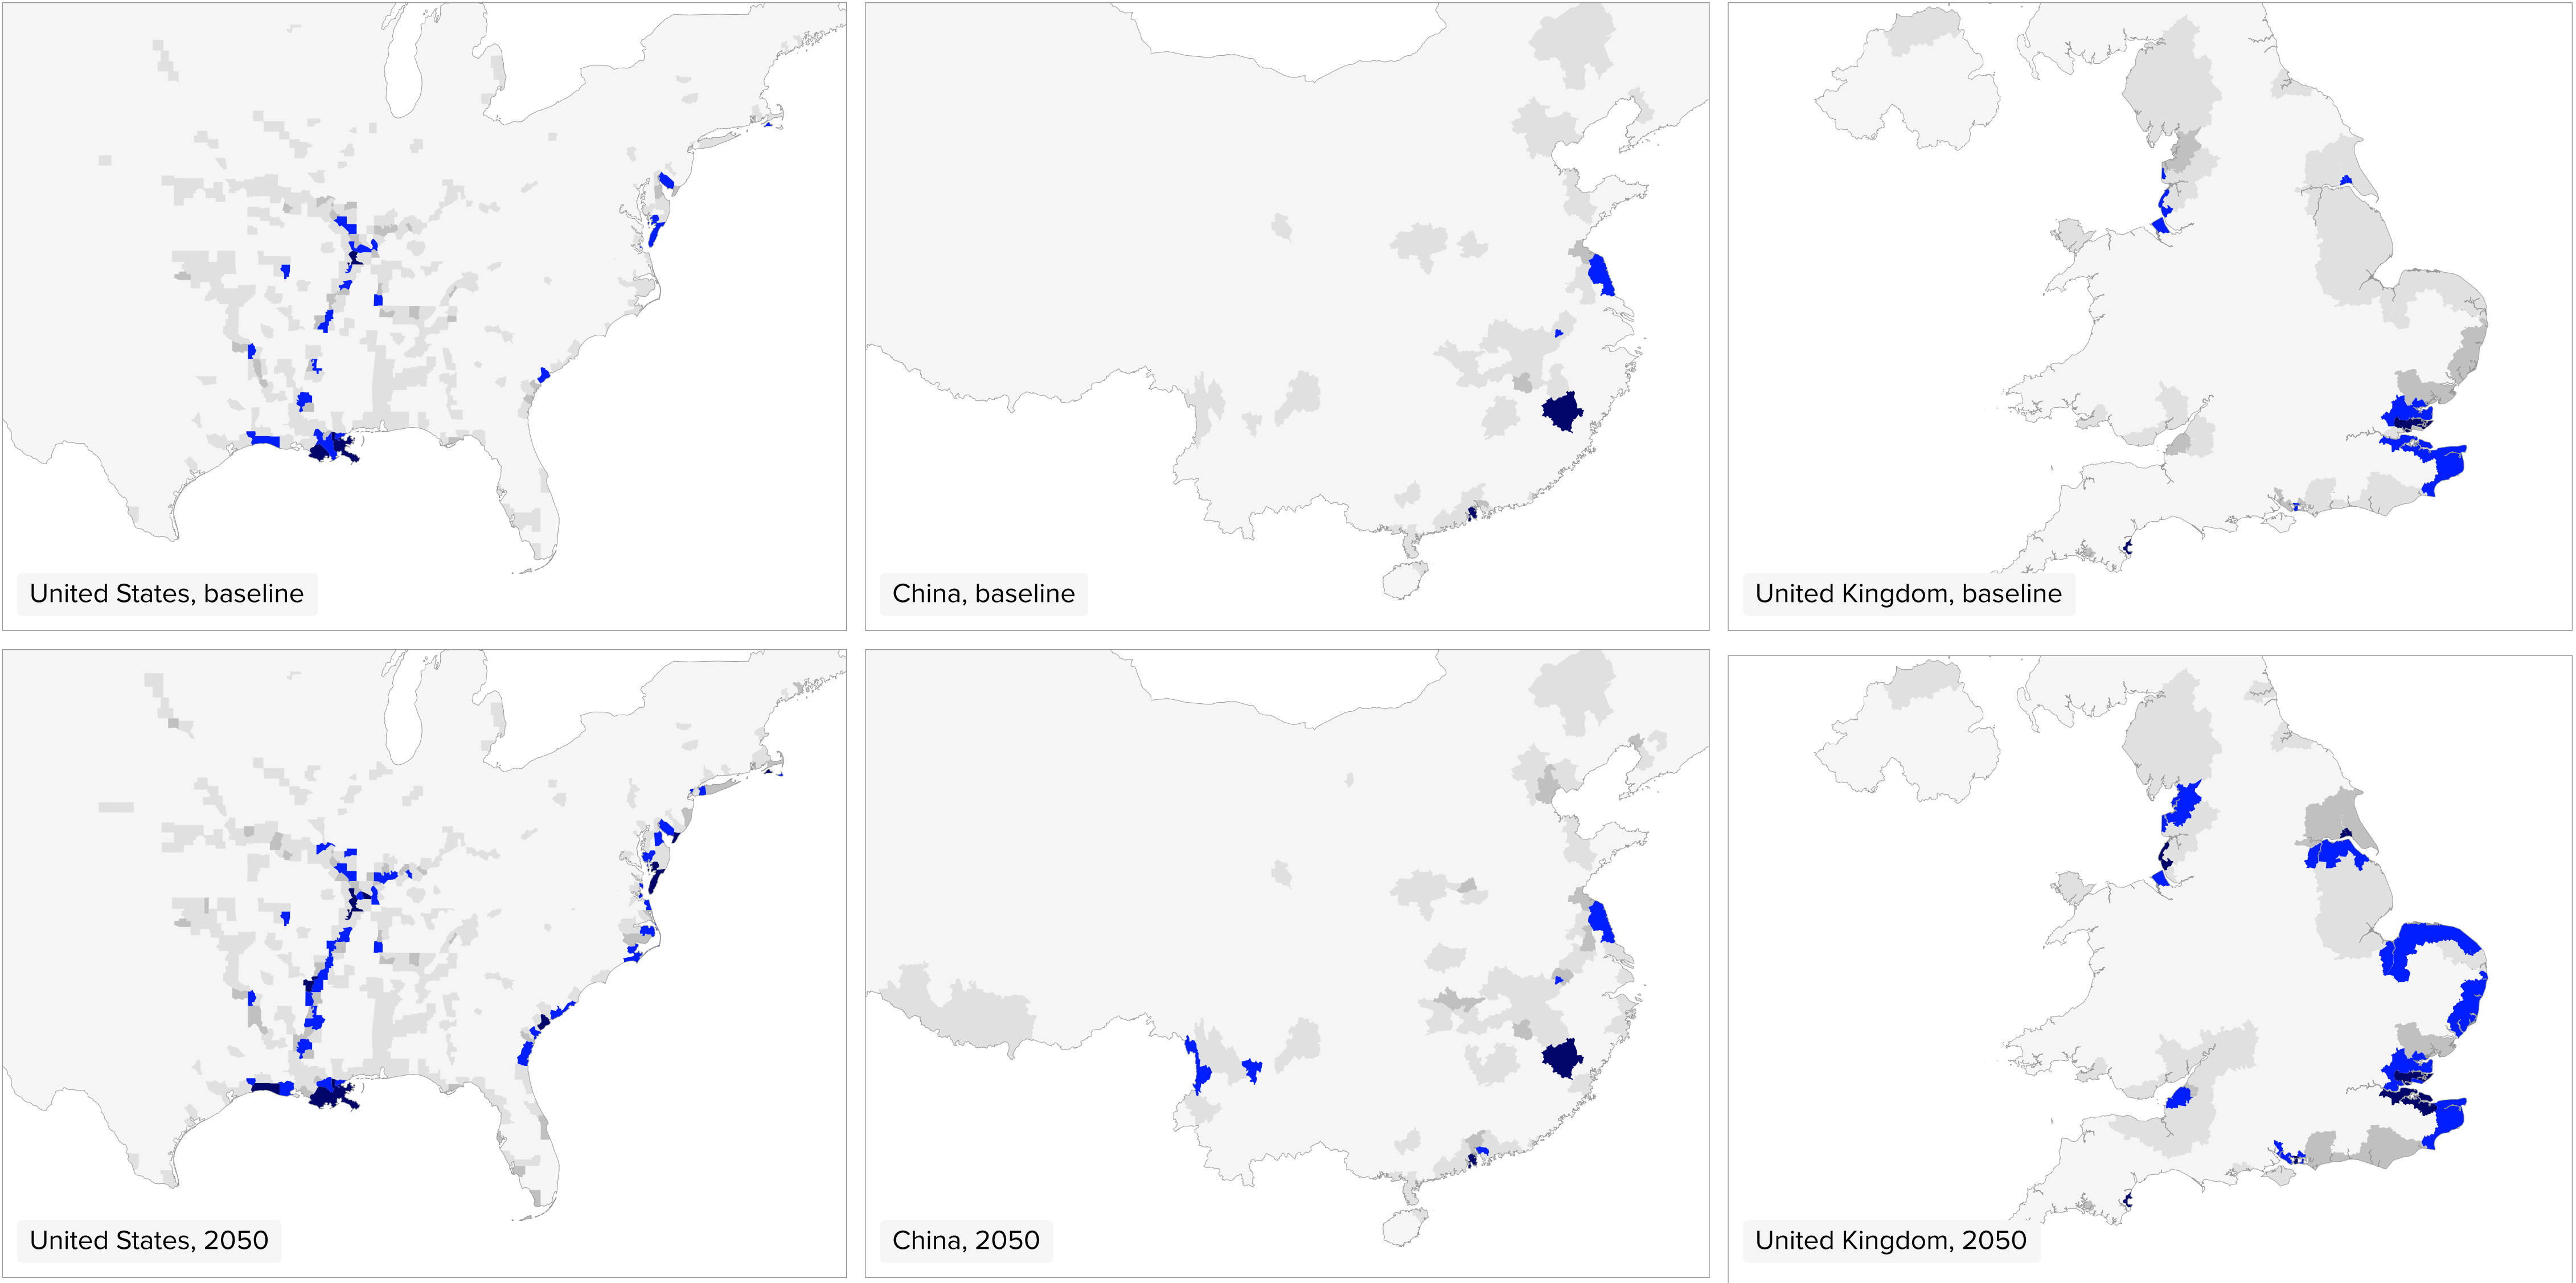 United States, baseline
China, baseline
United Kingdom, baseline
United States, 2050
China, 2050
United Kingdom, 2050